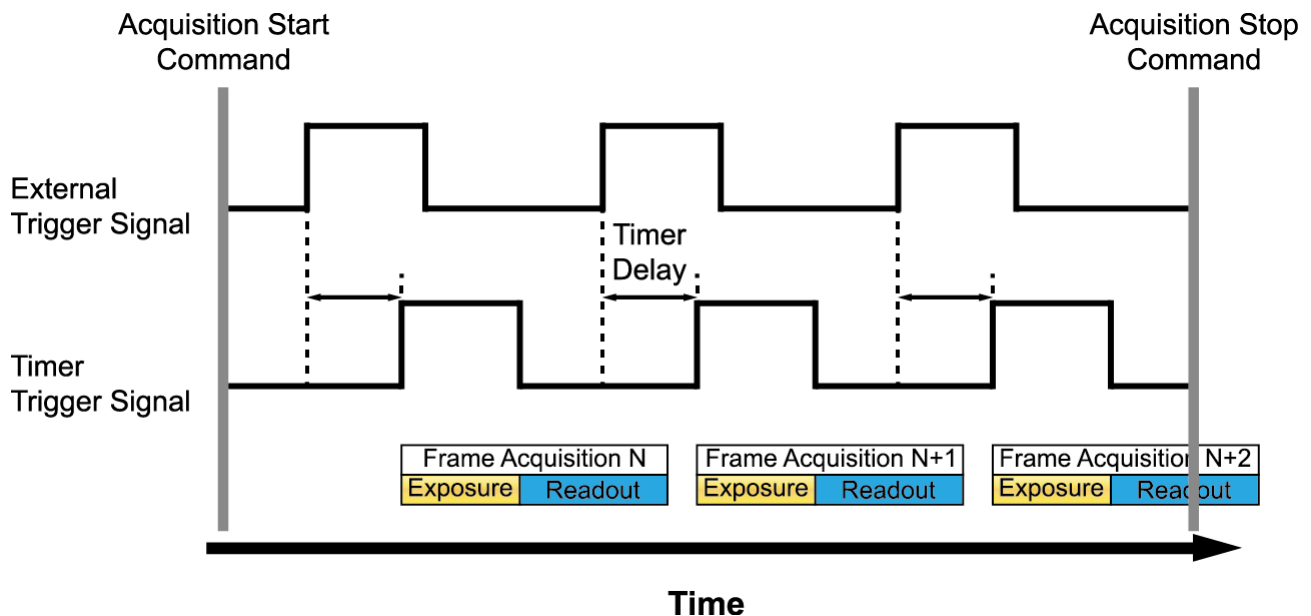 Acquisition Start
Command
Acquisition Stop
Command
External
Trigger Signal
Timer
Delay
Timer
Trigger Signal
Frame Acquisition N
Exposure
Readout
Frame Acquisition N+1
Exposure
Readout
Frame Acquisition N+2
Exposure
Readout
Time